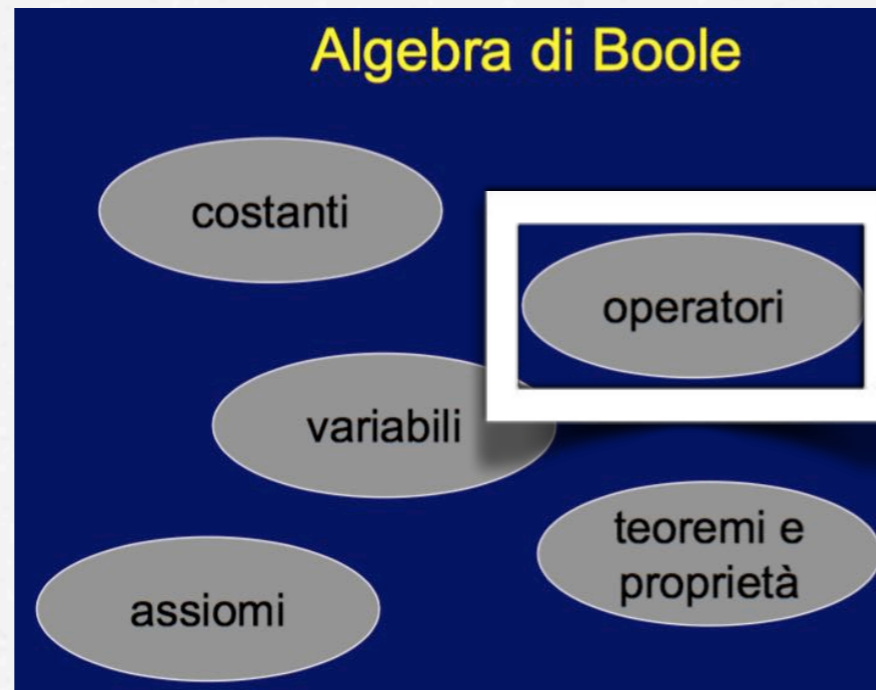 Algebra di Boole
costanti
operatori
variabili
teoremi e
proprietà
assiomi